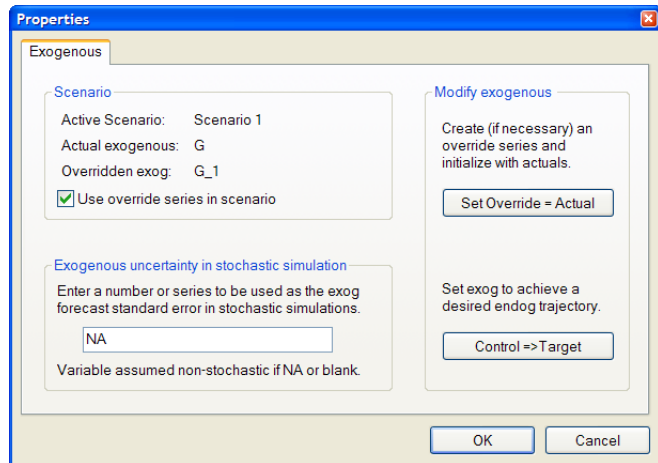 Properties
Exogenous
Scenario
Active Scenario: Scenario 1
Actual exogenous: G
Overridden exog: G_1
Use override series in scenario
Exogenous uncertainty in stochastic simulation
Enter a number or series to be used as the exog
forecast standard error in stochastic simulations.
NA
Variable assumed non-stochastic if NA or blank.
Modify exogenous
Create (if necessary) an
override series and
initialize with actuals.
Set Override = Actual
Set exog to achieve a
desired endog trajectory.
Control =>Target
OK
Cancel